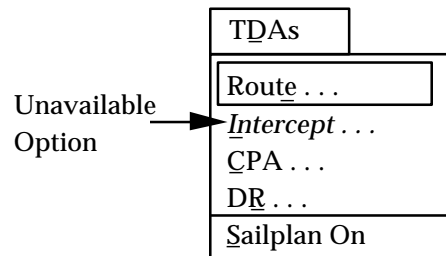 TDAs
Route . . .
Unavailable
Option
Intercept . . .
CPA . . .
DR . . .
Sailplan On